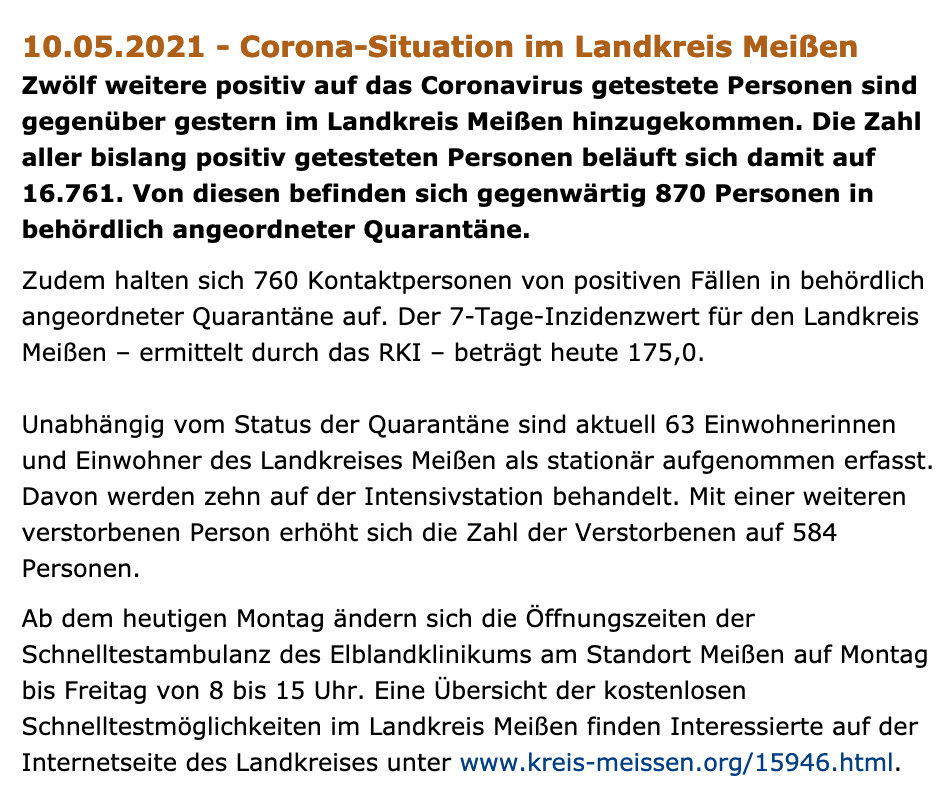 10.05.2021 - Corona-Situation im Landkreis Meißen
Zwölf weitere positiv auf das Coronavirus getestete Personen sind
gegenüber gestern im Landkreis Meißen hinzugekommen. Die Zahl
aller bislang positiv getesteten Personen beläuft sich damit auf
16.761. Von diesen befinden sich gegenwärtig 870 Personen in
behördlich angeordneter Quarantäne.
Zudem halten sich 760 Kontaktpersonen von positiven Fällen in behördlich
angeordneter Quarantäne auf. Der 7-Tage-Inzidenzwert für den Landkreis
Meißen – ermittelt durch das RKI – beträgt heute 175,0.
Unabhängig vom Status der Quarantäne sind aktuell 63 Einwohnerinnen
und Einwohner des Landkreises Meißen als stationär aufgenommen erfasst.
Davon werden zehn auf der Intensivstation behandelt. Mit einer weiteren
verstorbenen Person erhöht sich die Zahl der Verstorbenen auf 584
Personen.
Ab dem heutigen Montag ändern sich die Öffnungszeiten der
Schnelltestambulanz des Elblandklinikums am Standort Meißen auf Montag
bis Freitag von 8 bis 15 Uhr. Eine Übersicht der kostenlosen
Schnelltestmöglichkeiten im Landkreis Meißen finden Interessierte auf der
Internetseite des Landkreises unter www.kreis-meissen.org/15946.html.